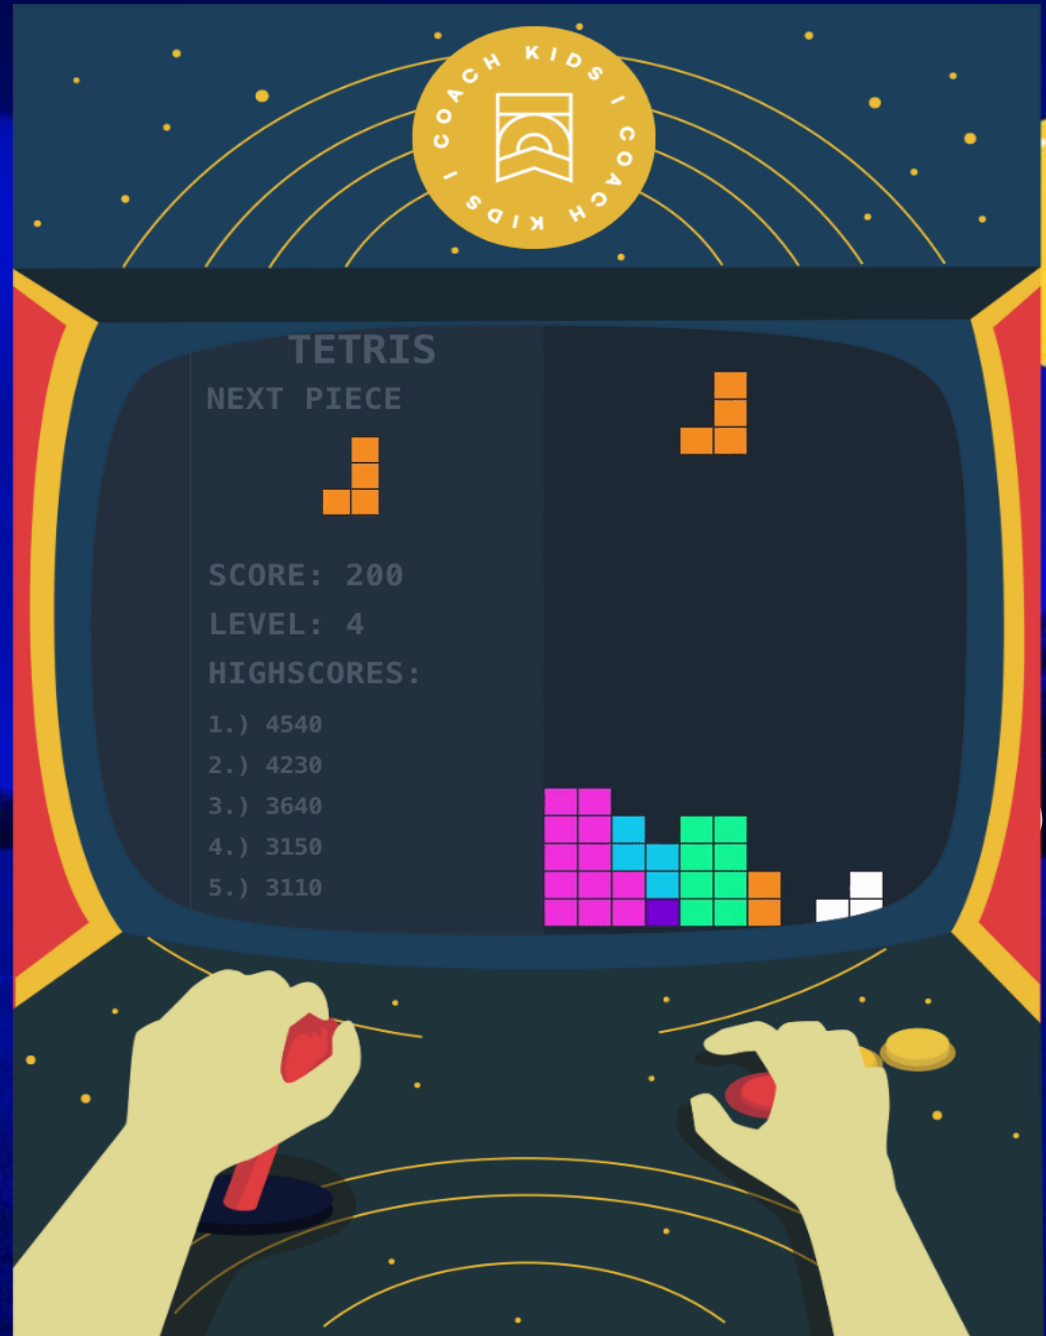 I COACH KIDS I COACH KIDS
TETRIS
NEXT PIECE
SCORE: 200
LEVEL: 4
HIGHSCORES:
1.) 4540
2.) 4230
3.) 3640
4.) 3150
5.) 3110